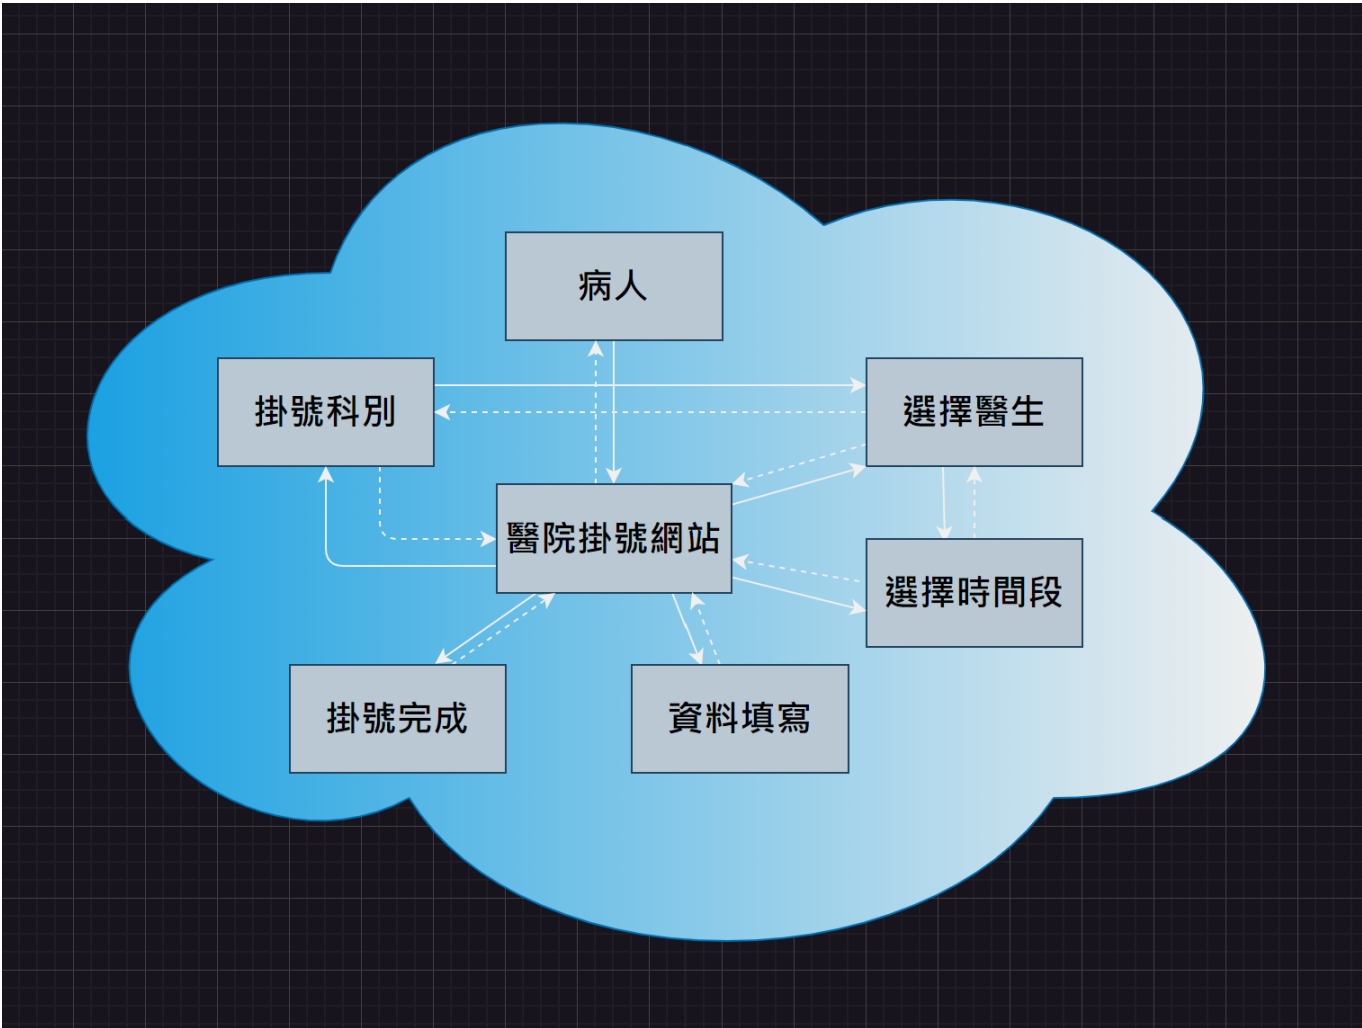 病人
掛號科別
選擇醫生
醫院掛號網站
選擇時間段
掛號完成
資料填寫